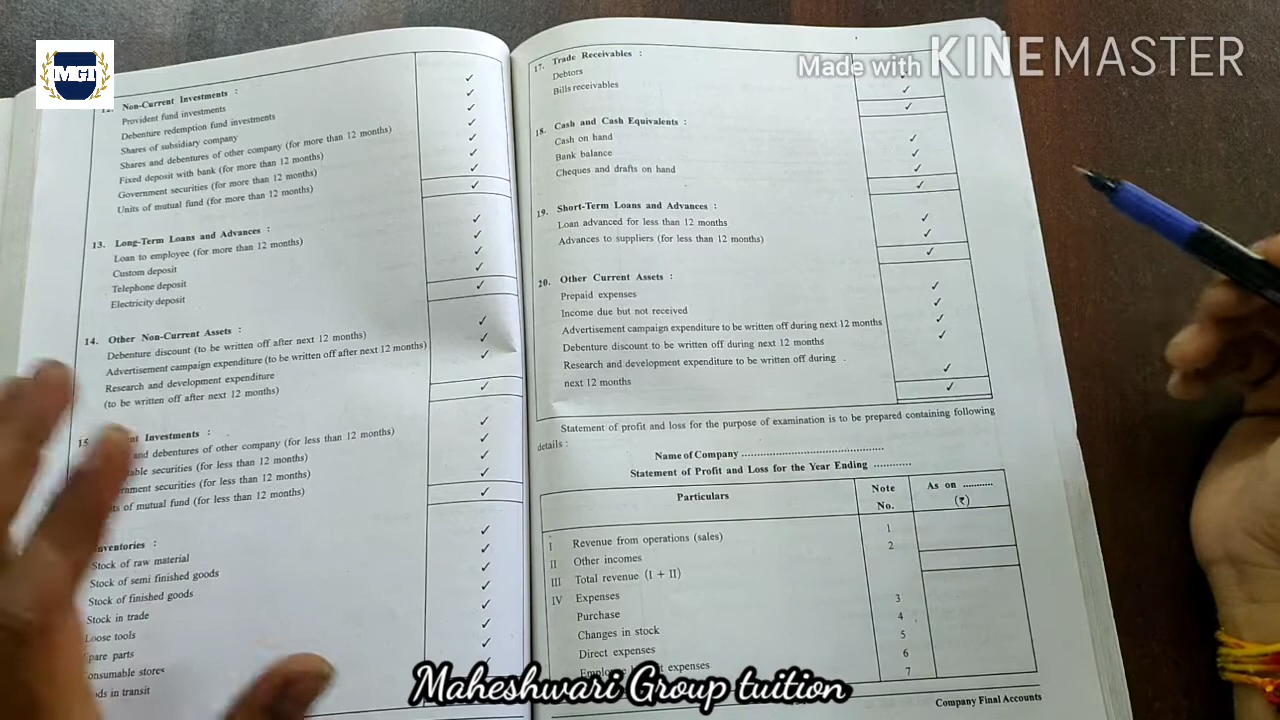 MGI
Made with KINEMASTER
Non-Current Investments :
Provident fund investments
Debenture redemption fund investments
Shares of subsidiary company
Shares and debentures of other company (for more than 12 months)
Fixed deposit with bank (for more than 12 months)
Government securities (for more than 12 months)
Units of mutual fund (for more than 12 months)
13. Long-Term Loans and Advances :
Loan to employee (for more than 12 months)
Custom deposit
Telephone deposit
Electricity deposit
14. Other Non-Current Assets :
Debenture discount (to be written off after next 12 months)
Advertisement campaign expenditure (to be written off after next 12 months)
Research and development expenditure
(to be written off after next 12 months)
Investments :
and debentures of other company (for less than 12 months)
securities (for less than 12 months)
securities (for less than 12 months)
of mutual fund (for less than 12 months)
Inventories :
Stock of raw material
Stock of semi finished goods
Stock of finished goods
Stock in trade
Loose tools
Spare parts
in transit
17. Trade Receivables :
Debtors
Bills receivables
18. Cash and Cash Equivalents :
Cash on hand
Bank balance
Cheques and drafts on hand
19. Short-Term Loans and Advances :
Loan advanced for less than 12 months
Advances to suppliers (for less than 12 months)
20. Other Current Assets :
Prepaid expenses
Income due but not received
Advertisement campaign expenditure to be written off during next 12 months
Debenture discount to be written off during next 12 months
Research and development expenditure to be written off during
next 12 months
Statement of profit and loss for the purpose of examination is to be prepared containing following
details :
Name of Company ............................................
Statement of Profit and Loss for the Year Ending ............
Particulars Note No. As on ........... (₹)
I Revenue from operations (sales) 1
II Other incomes 2
III Total revenue (I + II)
IV Expenses
Purchase 3
Changes in stock 4
Direct expenses 5
expenses 6
7
Company Final Accounts
Maheshwari Group tuition